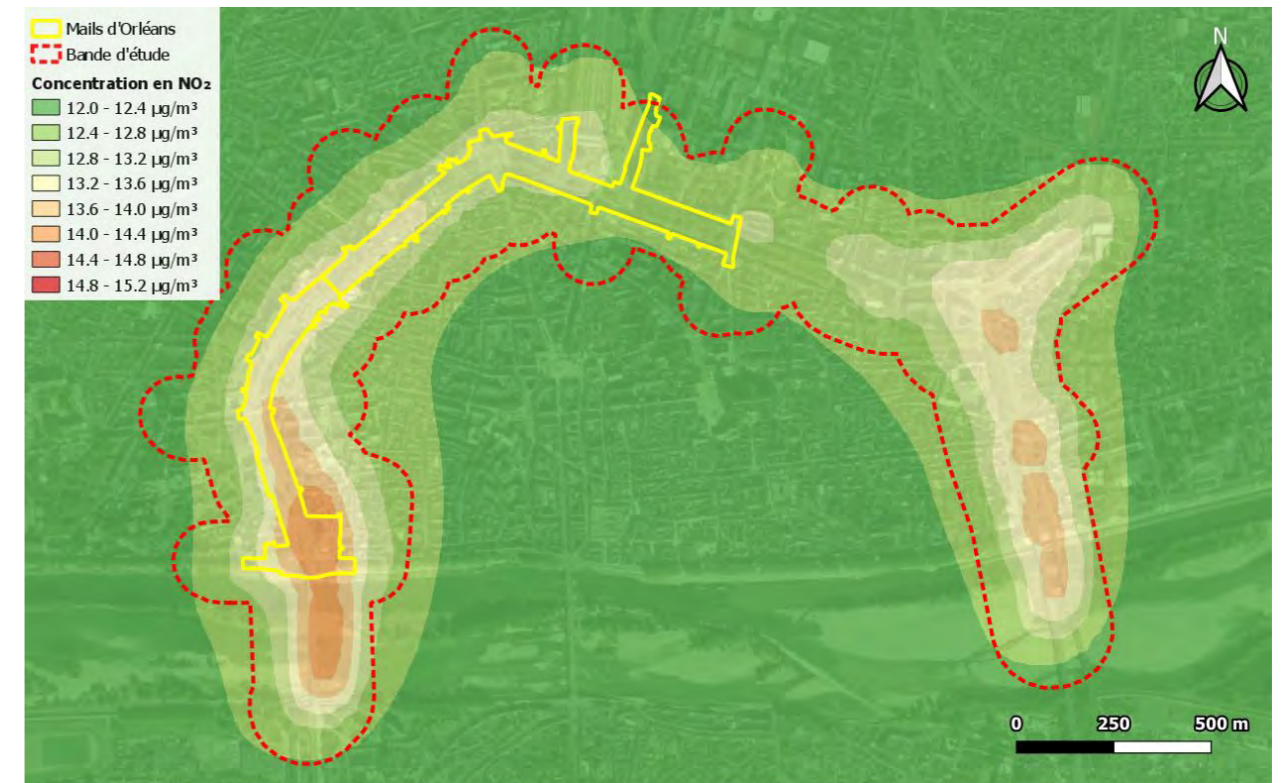 Mails d'Orléans
Bande d'étude
Concentration en NO₂
12.0 - 12.4 µg/m³
12.4 - 12.8 µg/m³
12.8 - 13.2 µg/m³
13.2 - 13.6 µg/m³
13.6 - 14.0 µg/m³
14.0 - 14.4 µg/m³
14.4 - 14.8 µg/m³
14.8 - 15.2 µg/m³
N
0 250 500 m